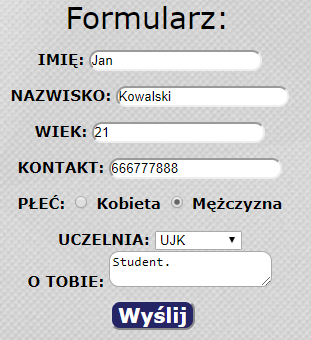 Formularz:
IMIĘ: Jan
NAZWISKO: Kowalski
WIEK: 21
KONTAKT: 666777888
PŁEĆ: Kobieta Mężczyzna
UCZELNIA: UJK
O TOBIE: Student.
Wyślij